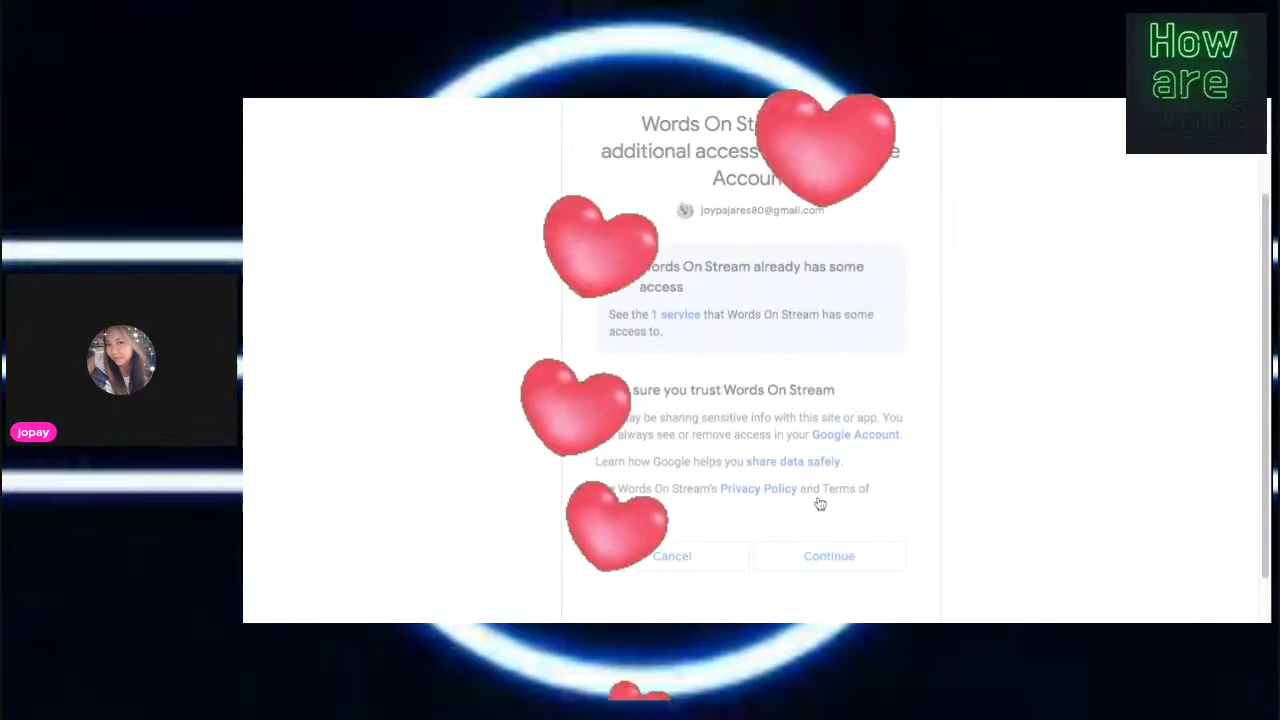 How
are
you?
Words On St
additional access e
Accoun
joypajares80@gmail.com
ords On Stream already has some
access
See the 1 service that Words On Stream has some
access to.
sure you trust Words On Stream
ay be sharing sensitive info with this site or app. You
always see or remove access in your Google Account.
Learn how Google helps you share data safely.
Words On Stream's Privacy Policy and Terms of
Cancel Continue
jopay